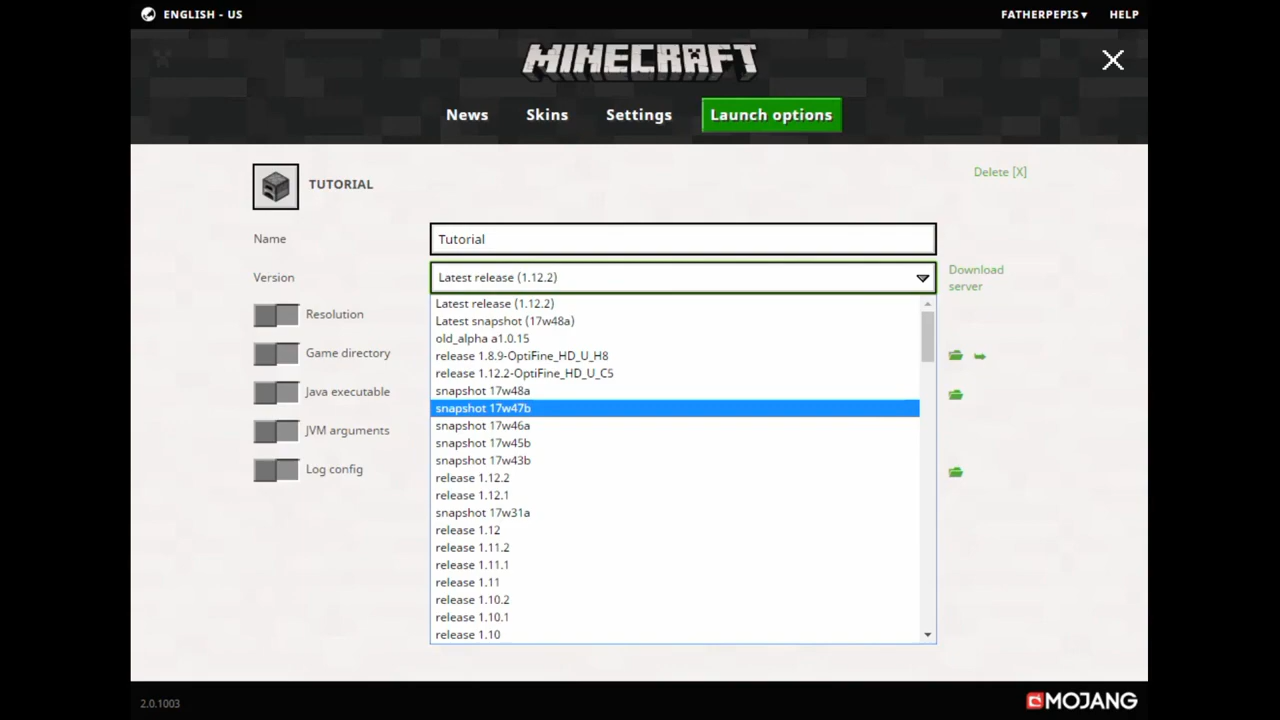 ENGLISH - US
FATHERPEPIS▾ HELP
MINECRAFT
News Skins Settings Launch options
TUTORIAL
Delete [X]
Name
Tutorial
Version
Latest release (1.12.2)
Download
server
Latest release (1.12.2)
Latest snapshot (17w48a)
old_alpha a1.0.15
release 1.8.9-OptiFine_HD_U_H8
release 1.12.2-OptiFine_HD_U_C5
snapshot 17w48a
snapshot 17w47b
snapshot 17w46a
snapshot 17w45b
snapshot 17w43b
release 1.12.2
release 1.12.1
snapshot 17w31a
release 1.12
release 1.11.2
release 1.11.1
release 1.11
release 1.10.2
release 1.10.1
release 1.10
Resolution
Game directory
Java executable
JVM arguments
Log config
2.0.1003
MOJANG